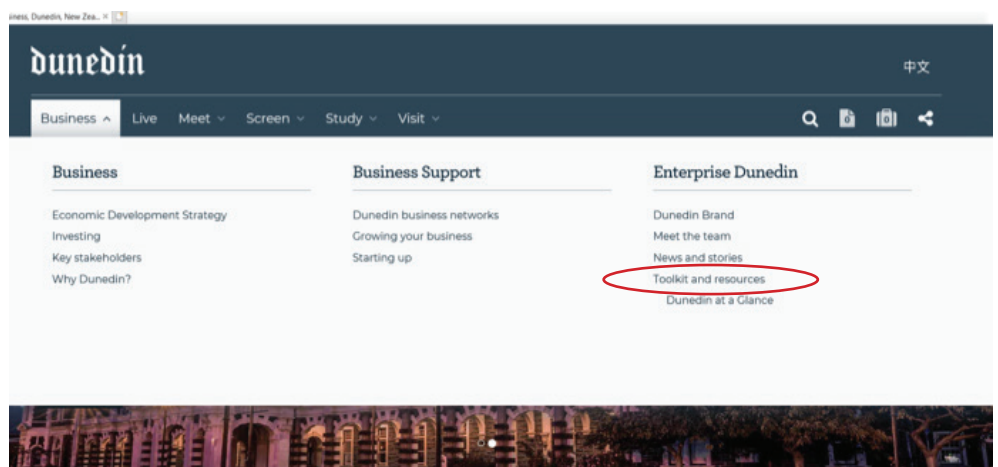 iness, Dunedin, New Zea...
dunedin
中文
Business Live Meet Screen Study Visit
0 0
Business
Economic Development Strategy
Investing
Key stakeholders
Why Dunedin?
Business Support
Dunedin business networks
Growing your business
Starting up
Enterprise Dunedin
Dunedin Brand
Meet the team
News and stories
Toolkit and resources
Dunedin at a Glance